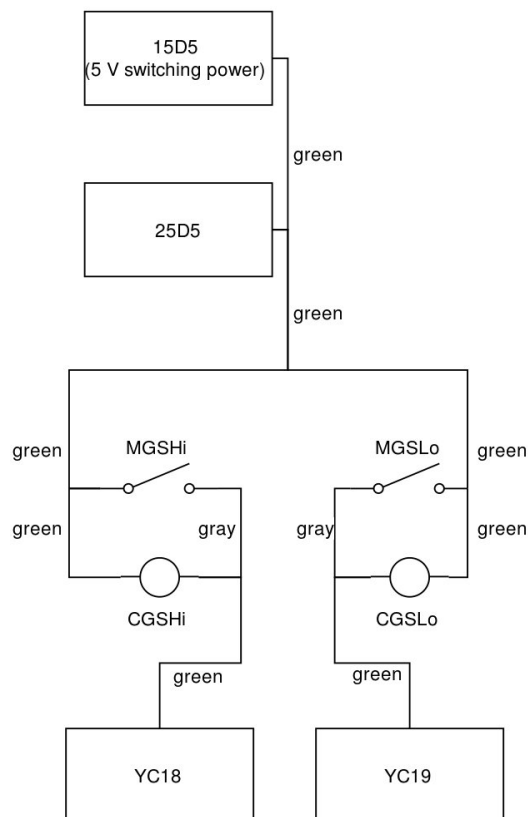 15D5
(5 V switching power)
green
25D5
green
MGSHi
MGSLo
green
green
green
gray
gray
green
CGSHi
CGSLo
green
green
YC18
YC19